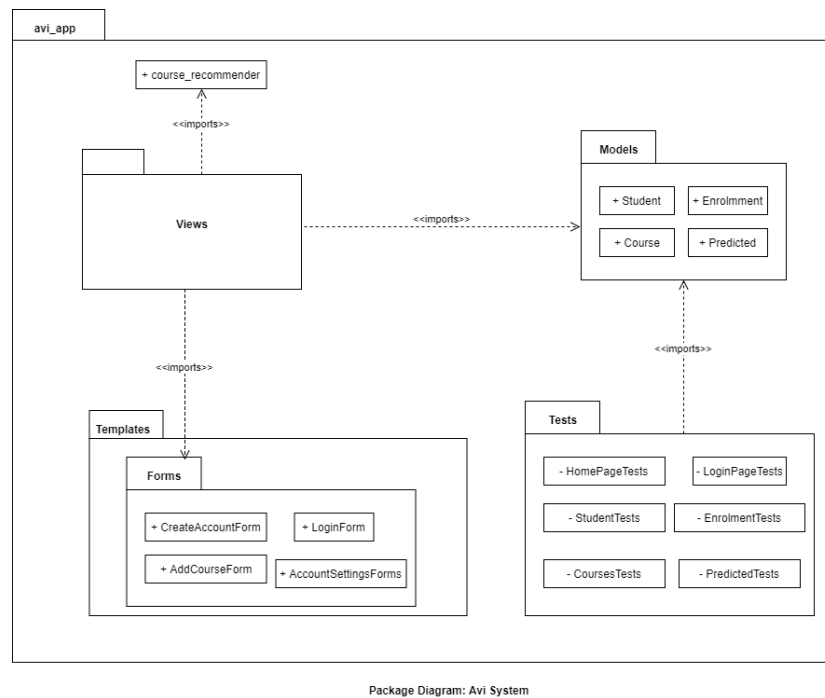 avi_app
+ course_recommender
<<imports>>
Models
+ Student
+ Enrolmment
Views
<<imports>>
+ Course
+ Predicted
<<imports>>
<<imports>>
Templates
Tests
Forms
- HomePageTests
- LoginPageTests
+ CreateAccountForm
+ LoginForm
- StudentTests
- EnrolmentTests
+ AddCourseForm
+ AccountSettingsForms
- CoursesTests
- PredictedTests
Package Diagram: Avi System